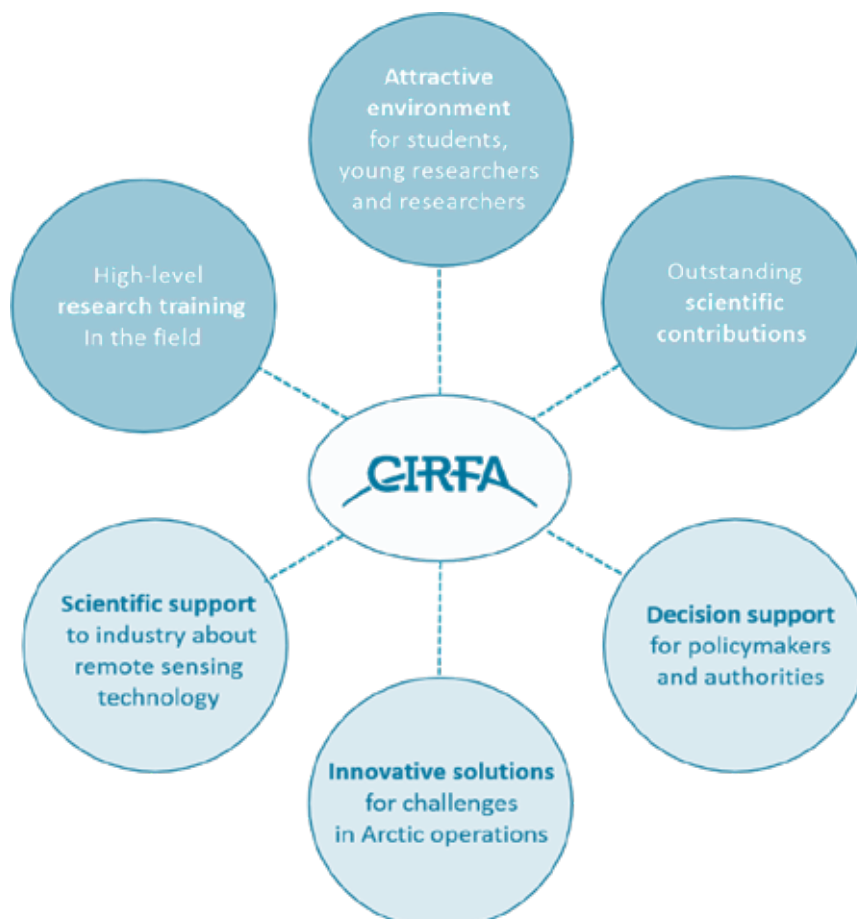 Attractive
environment
for students,
young researchers
and researchers
High-level
research training
In the field
Outstanding
scientific
contributions
CIRFA
Scientific support
to industry about
remote sensing
technology
Decision support
for policymakers
and authorities
Innovative solutions
for challenges
in Arctic operations